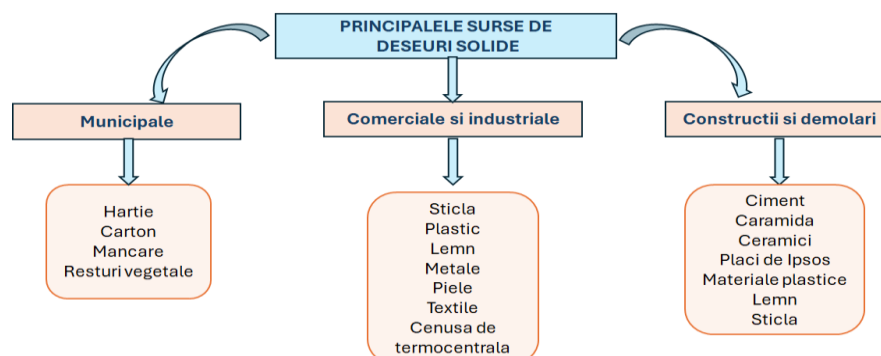 PRINCIPALELE SURSE DE
DESEURI SOLIDE
Municipale
Comerciale si industriale
Constructii si demolari
Hartie
Carton
Mancare
Resturi vegetale
Sticla
Plastic
Lemn
Metale
Piele
Textile
Cenusa de
termocentrala
Ciment
Caramida
Ceramici
Placi de Ipsos
Materiale plastice
Lemn
Sticla